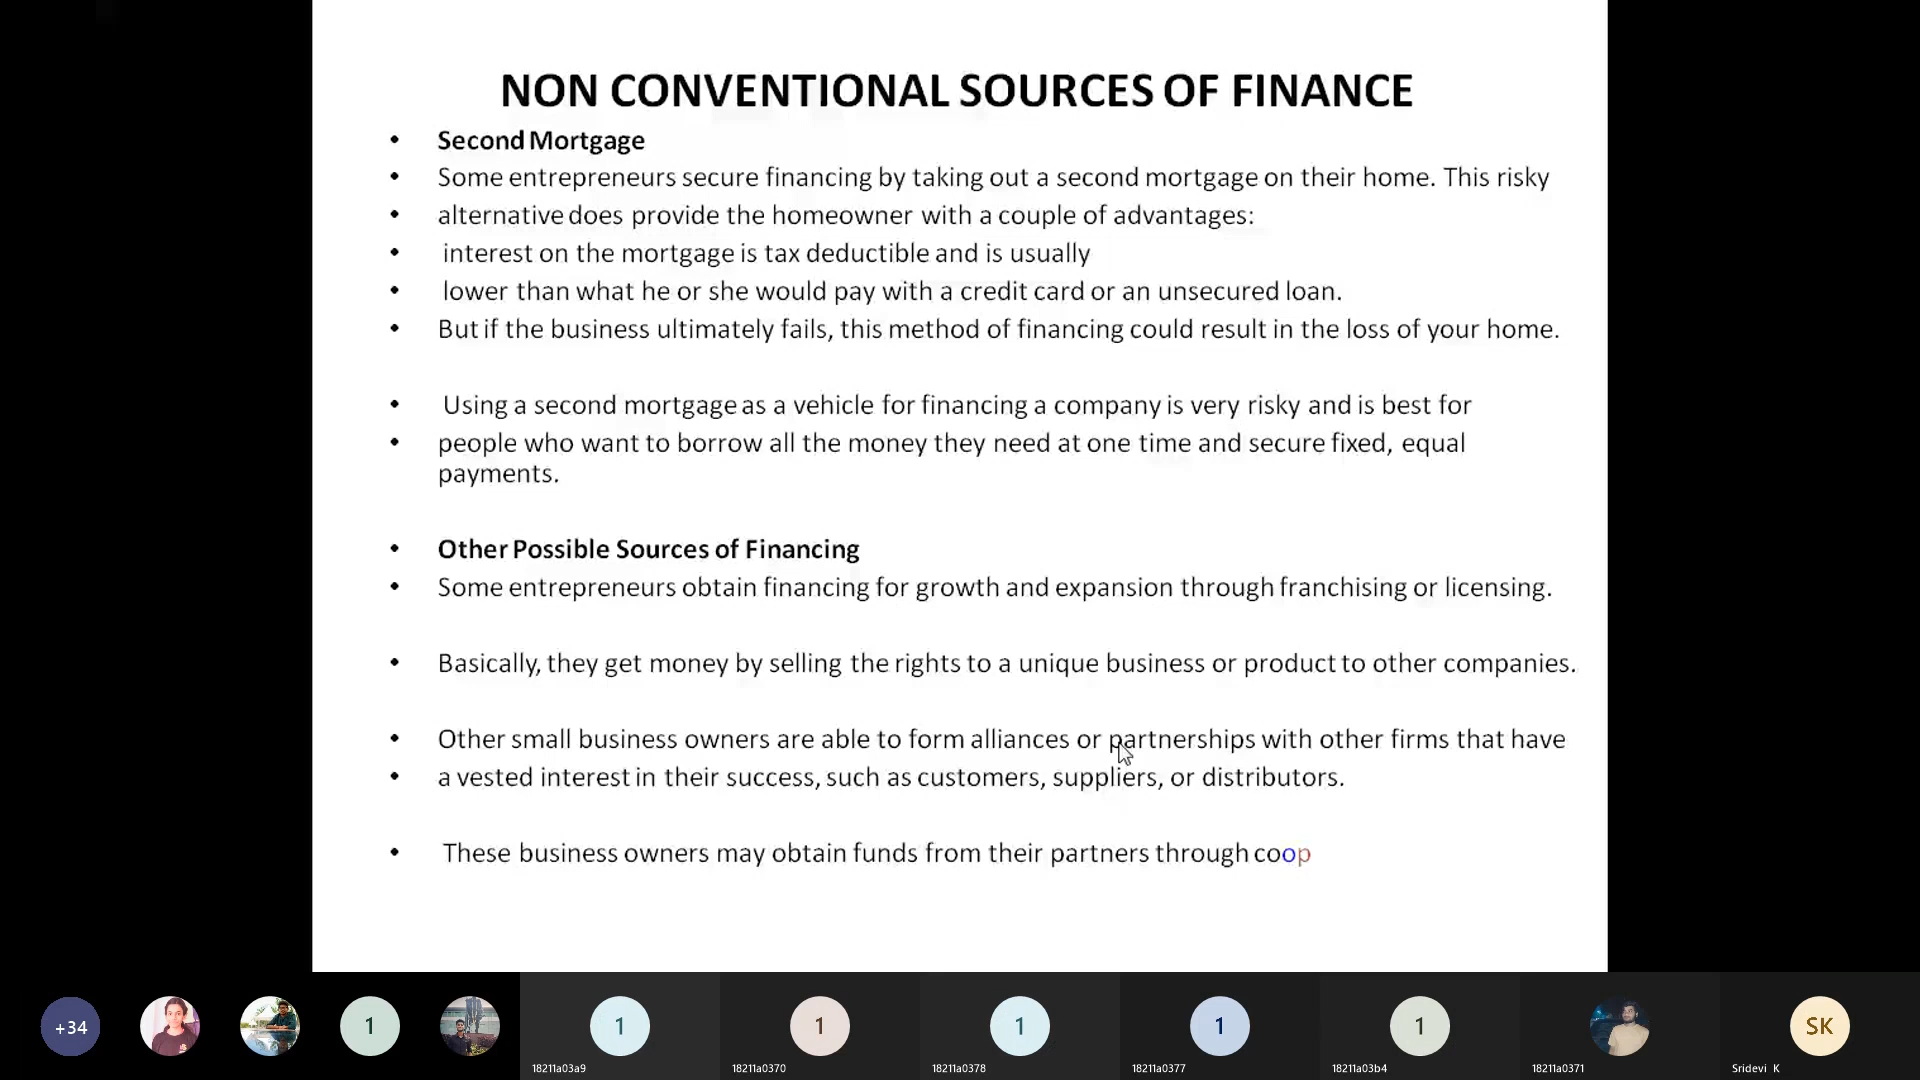 NON CONVENTIONAL SOURCES OF FINANCE
• Second Mortgage
• Some entrepreneurs secure financing by taking out a second mortgage on their home. This risky
• alternative does provide the homeowner with a couple of advantages:
• interest on the mortgage is tax deductible and is usually
• lower than what he or she would pay with a credit card or an unsecured loan.
• But if the business ultimately fails, this method of financing could result in the loss of your home.
• Using a second mortgage as a vehicle for financing a company is very risky and is best for
• people who want to borrow all the money they need at one time and secure fixed, equal
payments.
• Other Possible Sources of Financing
• Some entrepreneurs obtain financing for growth and expansion through franchising or licensing.
• Basically, they get money by selling the rights to a unique business or product to other companies.
• Other small business owners are able to form alliances or partnerships with other firms that have
• a vested interest in their success, such as customers, suppliers, or distributors.
• These business owners may obtain funds from their partners through coop
+34 1 1 1 1 1 1 SK
18211a03a9 18211a0370 18211a0378 18211a0377 18211a03b4 18211a0371 Sridevi K